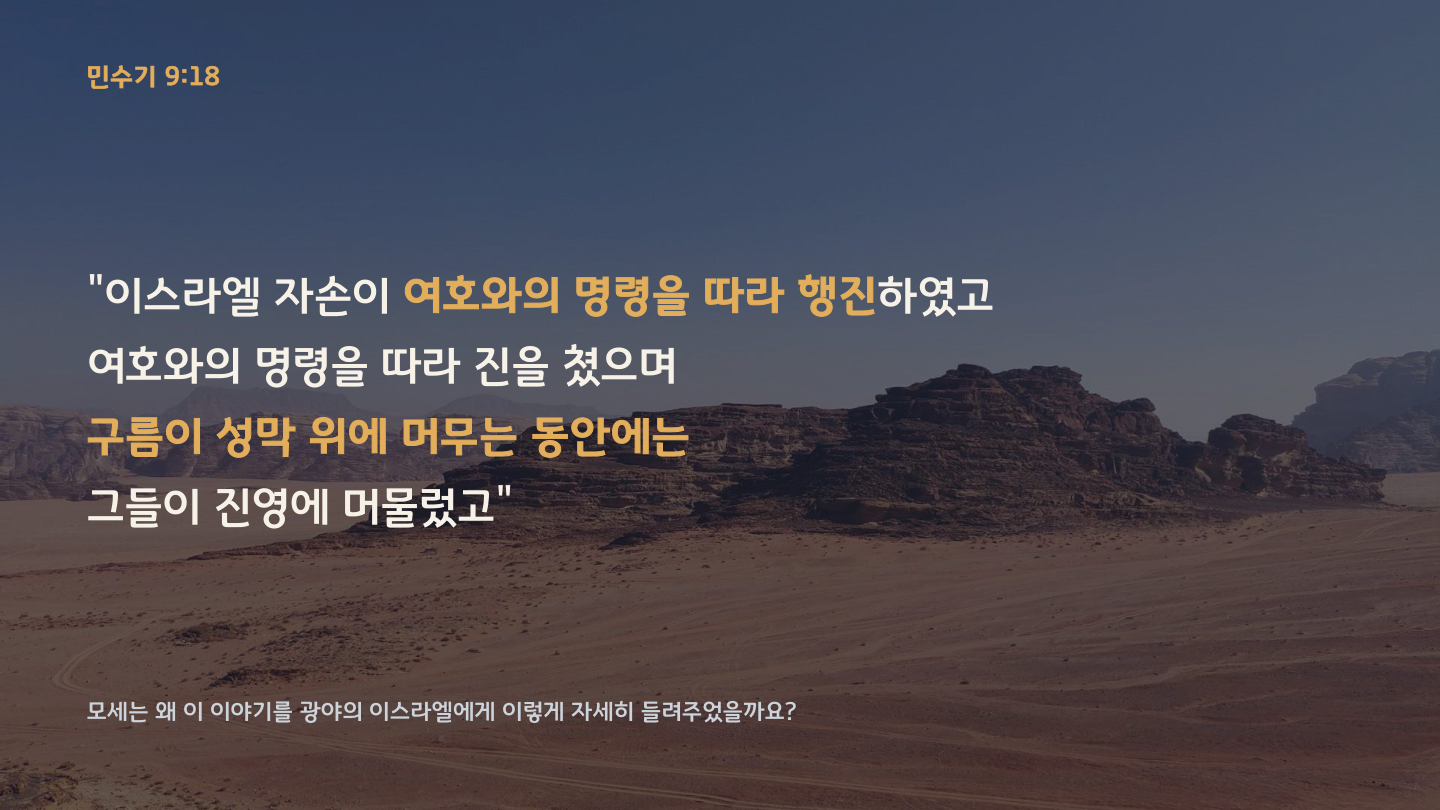 민수기 9:18
"이스라엘 자손이 여호와의 명령을 따라 행진하였고
여호와의 명령을 따라 진을 쳤으며
구름이 성막 위에 머무는 동안에는
그들이 진영에 머물렀고"
모세는 왜 이 이야기를 광야의 이스라엘에게 이렇게 자세히 들려주었을까요?